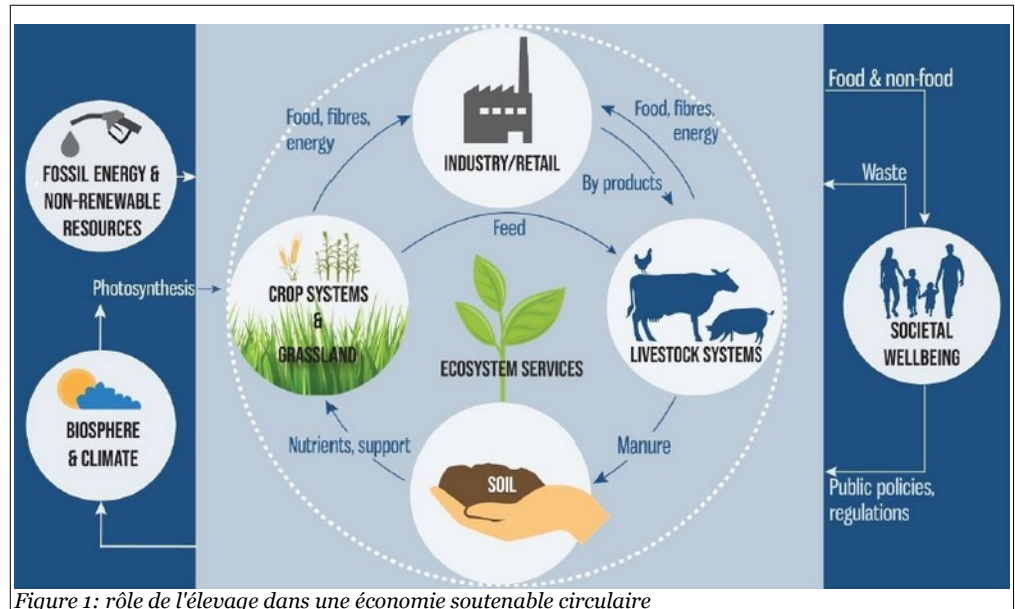 FOSSIL ENERGY &
NON-RENEWABLE
RESOURCES
Photosynthesis
BIOSPHERE
& CLIMATE
Food, fibres,
energy
INDUSTRY/RETAIL
Food, fibres,
energy
By products
Feed
CROP SYSTEMS
&
GRASSLAND
ECOSYSTEM SERVICES
LIVESTOCK SYSTEMS
Nutrients, support
Manure
SOIL
Food & non-food
Waste
SOCIETAL
WELLBEING
Public policies,
regulations
Figure 1: rôle de l'élevage dans une économie soutenable circulaire